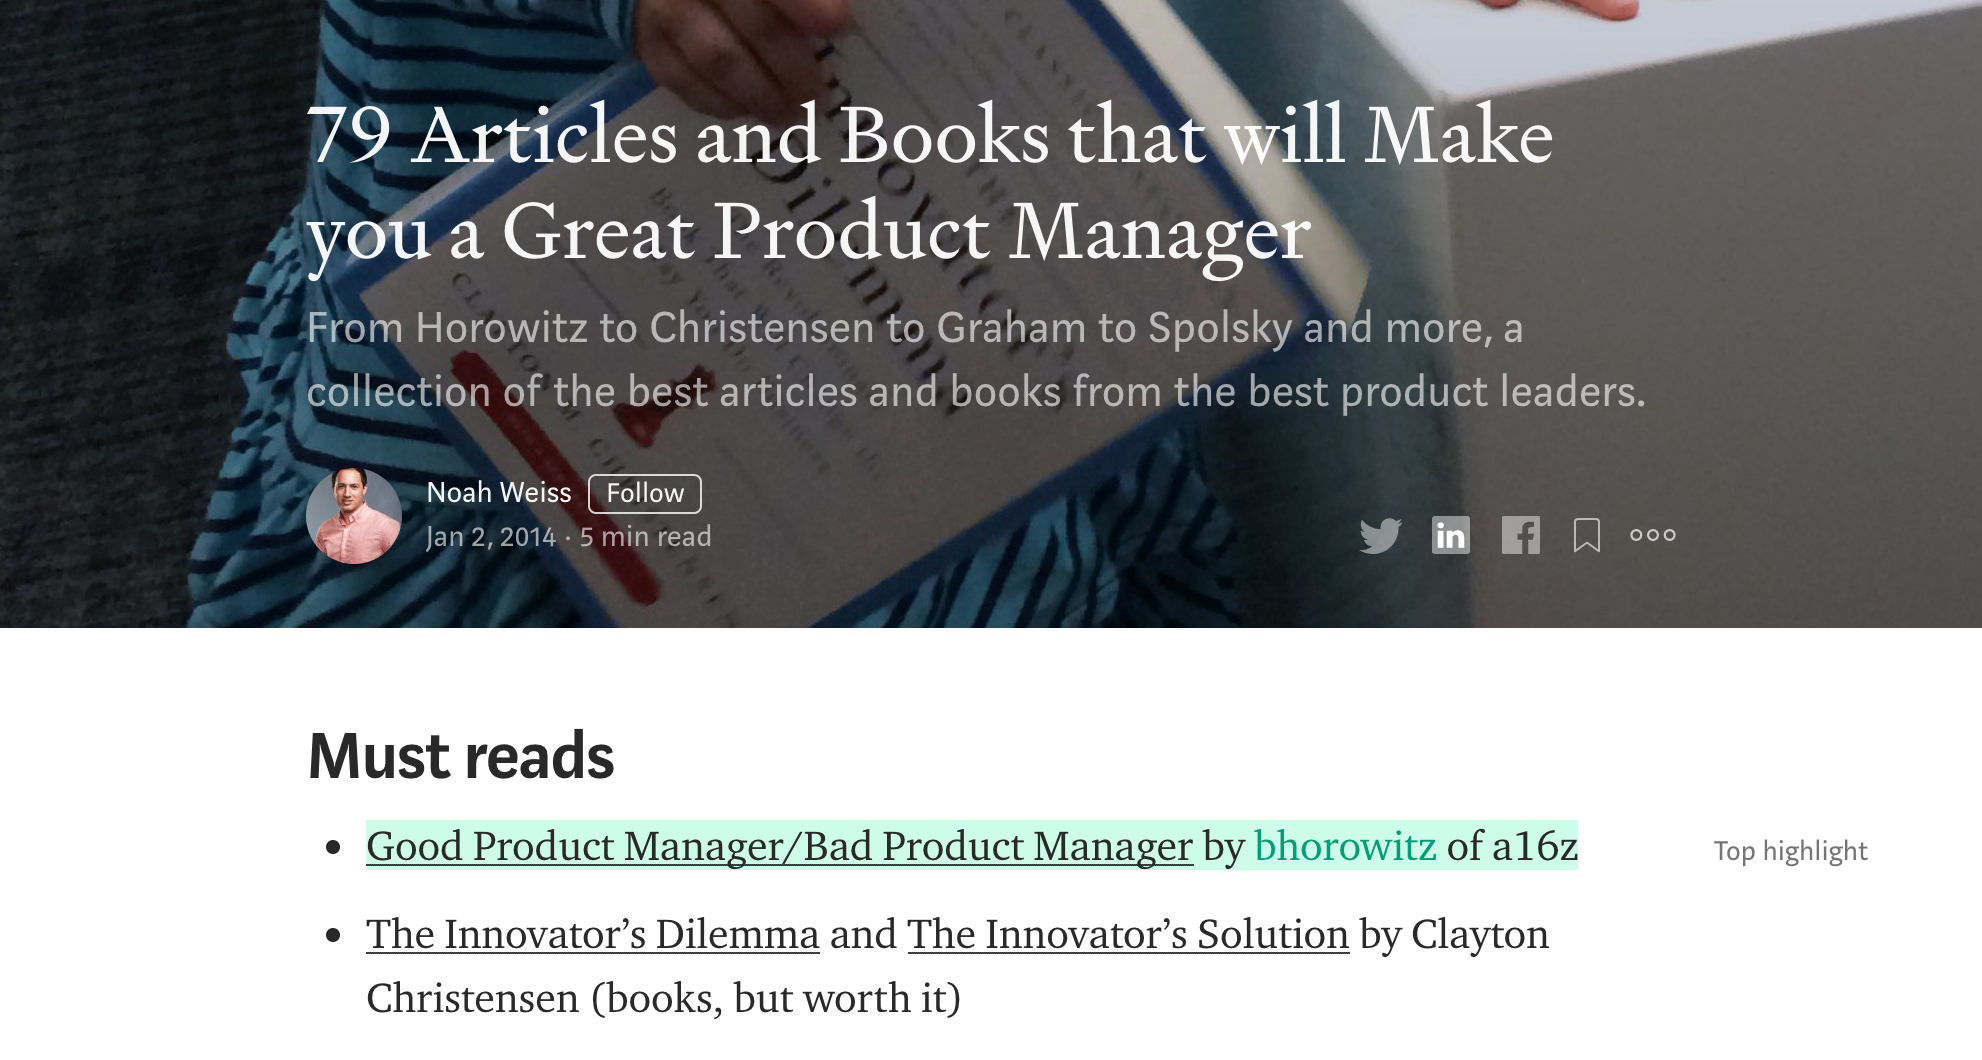 79 Articles and Books that will Make
you a Great Product Manager
From Horowitz to Christensen to Graham to Spolsky and more, a
collection of the best articles and books from the best product leaders.
Noah Weiss Follow
Jan 2, 2014 · 5 min read
Must reads
• Good Product Manager/Bad Product Manager by bhorowitz of a16z
Top highlight
• The Innovator’s Dilemma and The Innovator’s Solution by Clayton
Christensen (books, but worth it)